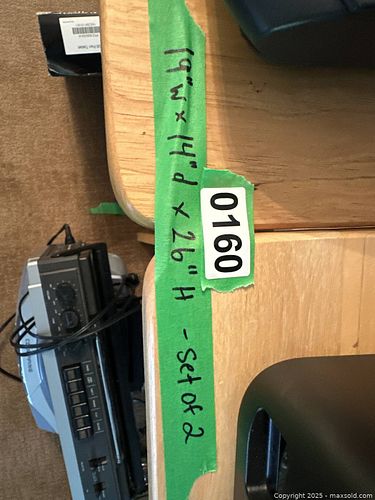 19"W x 14"d x 26" H - Set of 2
0160
Copyright 2025 - maxsold.com